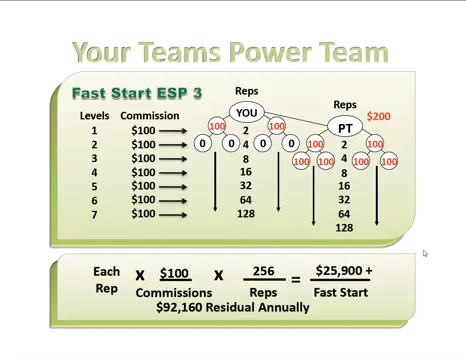 Your Teams Power Team
Fast Start ESP 3
Reps
Levels Commission
YOU
Reps
$200
1 $100
2 $100
3 $100
4 $100
5 $100
6 $100
7 $100
100 2 100
0 0 4 0 0
8
16
32
64
128
PT
100 2 100
100 100 4 100 100
8
16
32
64
128
Each Rep X $100 Commissions X 256 Reps = $25,900 + Fast Start
$92,160 Residual Annually